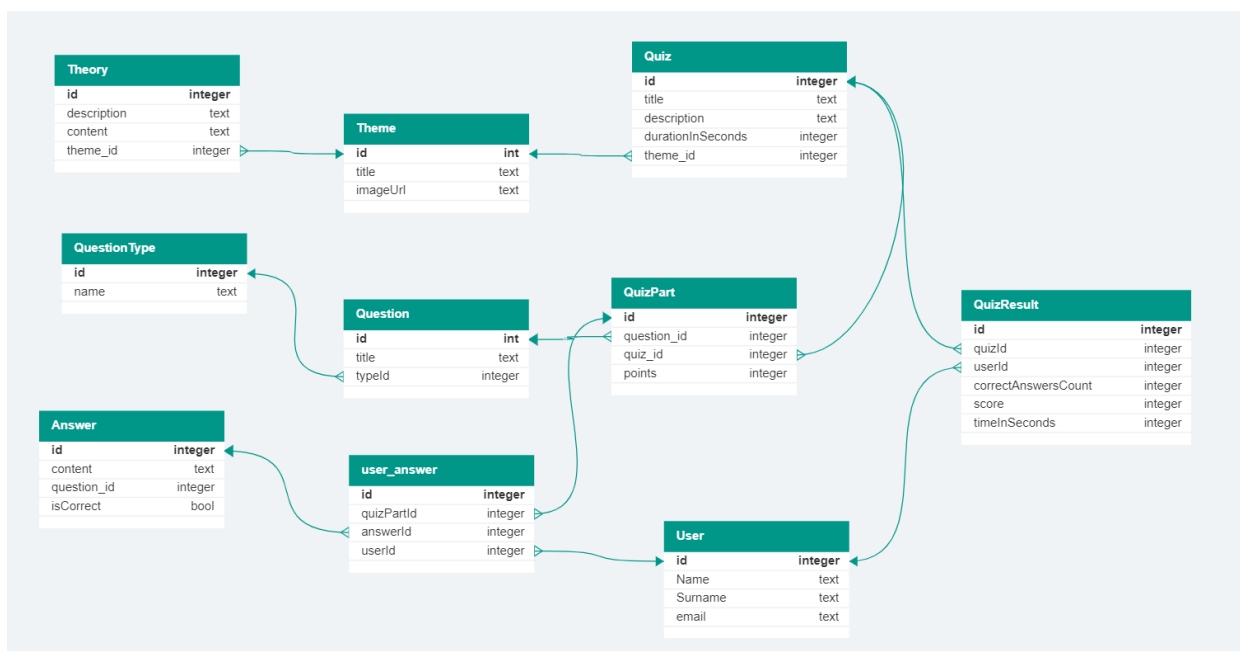 Theory
id integer
description text
content text
theme_id integer
Theme
id int
title text
imageUrl text
Quiz
id integer
title text
description text
durationInSeconds integer
theme_id integer
QuestionType
id integer
name text
Question
id int
title text
typeId integer
QuizPart
id integer
question_id integer
quiz_id integer
points integer
QuizResult
id integer
quizId integer
userId integer
correctAnswersCount integer
score integer
timeInSeconds integer
Answer
id integer
content text
question_id integer
isCorrect bool
user_answer
id integer
quizPartId integer
answerId integer
userId integer
User
id integer
Name text
Surname text
email text